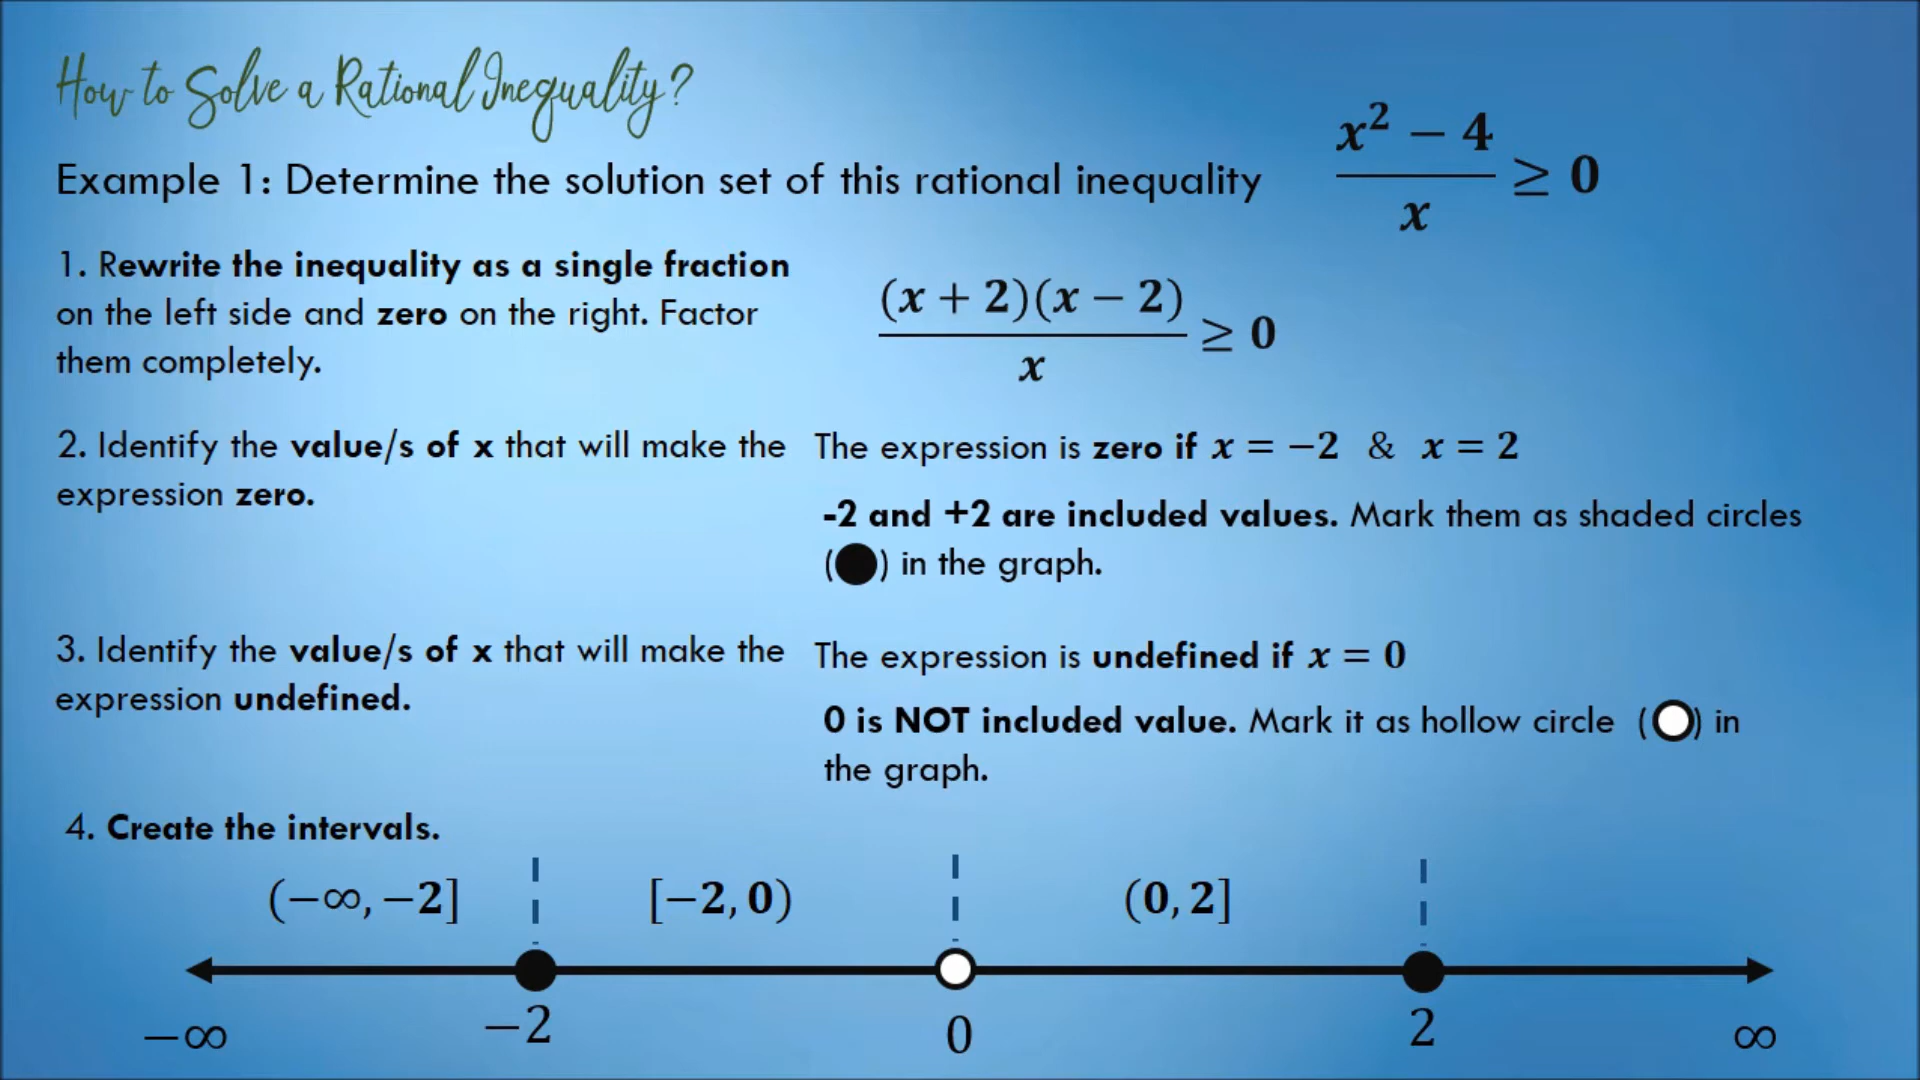 How to Solve a Rational Inequality?
Example 1: Determine the solution set of this rational inequality
x² − 4
x
≥ 0
1. Rewrite the inequality as a single fraction
on the left side and zero on the right. Factor
them completely.
(x + 2)(x − 2)
x
≥ 0
2. Identify the value/s of x that will make the
expression zero.
The expression is zero if x = −2 & x = 2
-2 and +2 are included values. Mark them as shaded circles
(●) in the graph.
3. Identify the value/s of x that will make the
expression undefined.
The expression is undefined if x = 0
0 is NOT included value. Mark it as hollow circle (○) in
the graph.
4. Create the intervals.
(−∞, −2] [−2, 0) (0, 2]
−∞ −2 0 2 ∞